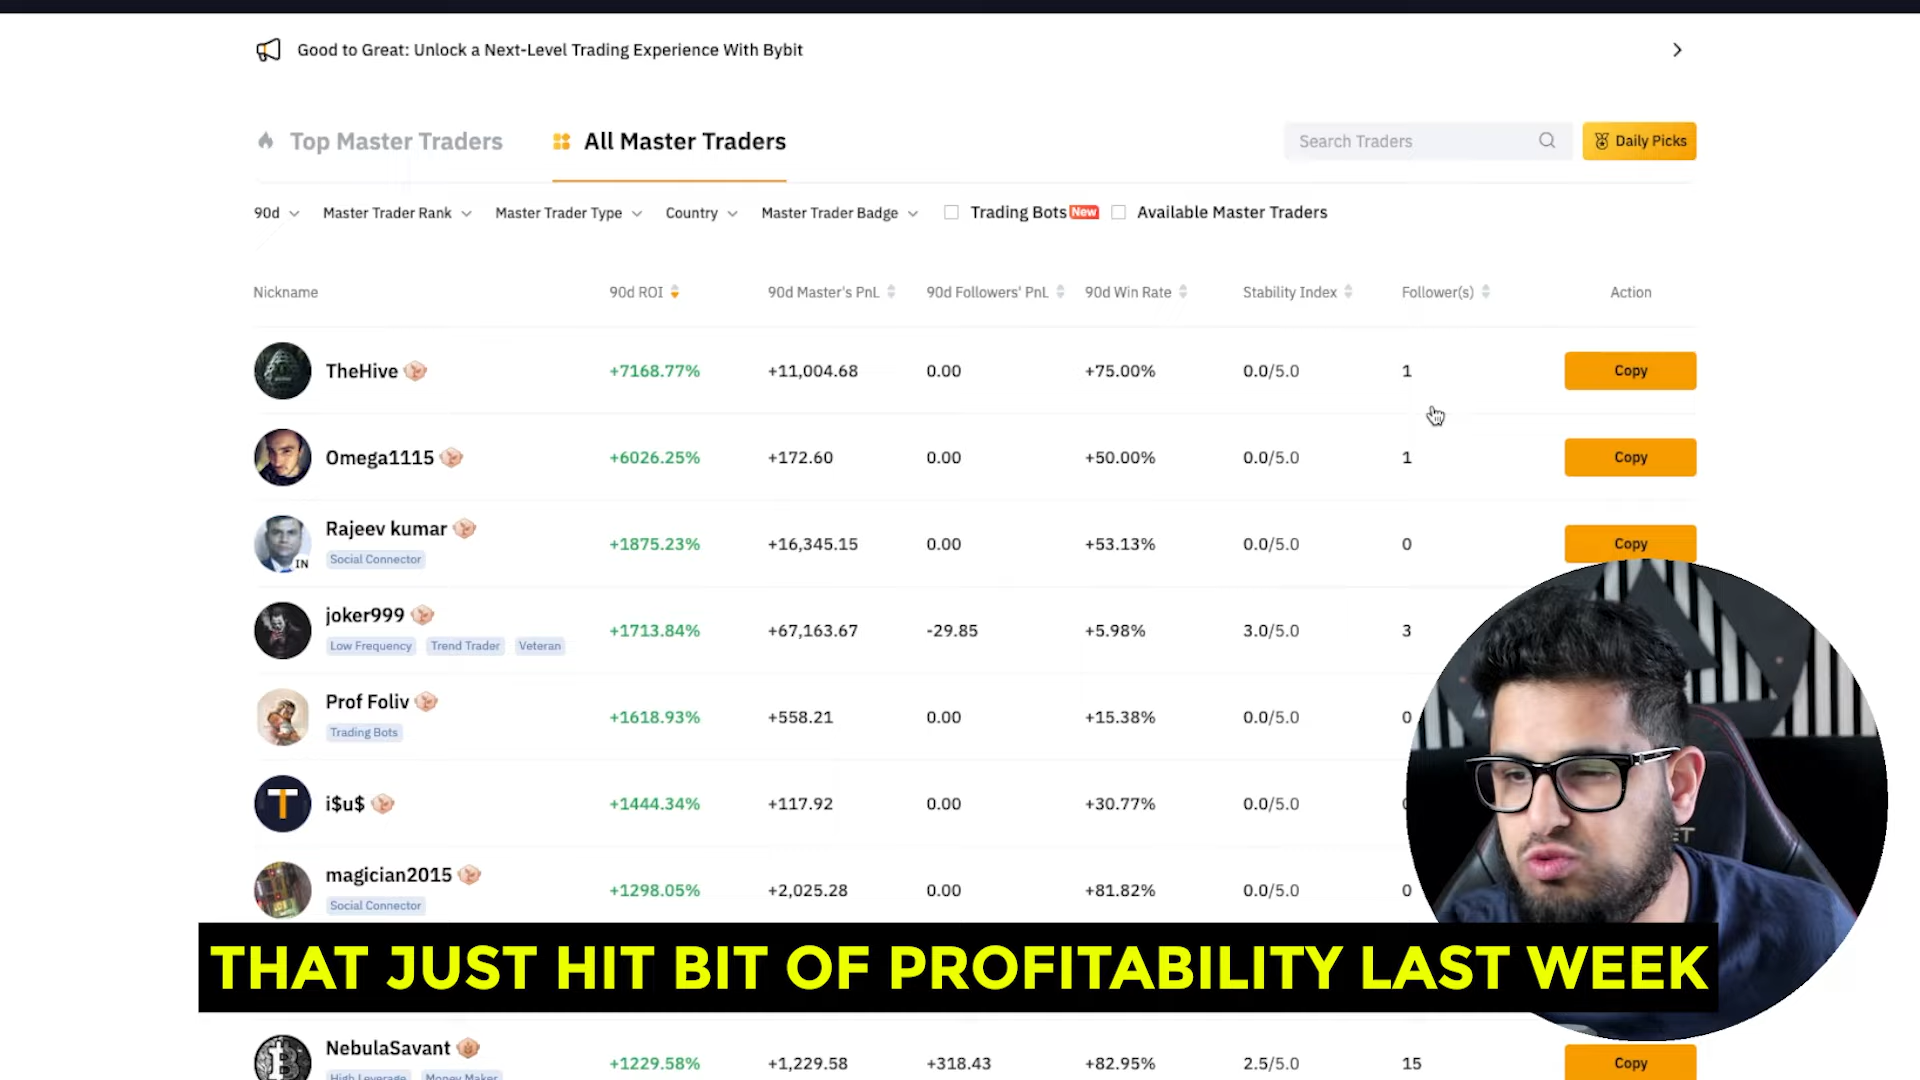 Good to Great: Unlock a Next-Level Trading Experience With Bybit
Top Master Traders All Master Traders Search Traders Daily Picks
90d Master Trader Rank Master Trader Type Country Master Trader Badge Trading Bots New Available Master Traders
Nickname 90d ROI 90d Master's PnL 90d Followers' PnL 90d Win Rate Stability Index Follower(s) Action
TheHive +7168.77% +11,004.68 0.00 +75.00% 0.0/5.0 1 Copy
Omega1115 +6026.25% +172.60 0.00 +50.00% 0.0/5.0 1 Copy
Rajeev kumar +1875.23% +16,345.15 0.00 +53.13% 0.0/5.0 0 Copy
IN Social Connector
joker999 +1713.84% +67,163.67 -29.85 +5.98% 3.0/5.0 3
Low Frequency Trend Trader Veteran
Prof Foliv +1618.93% +558.21 0.00 +15.38% 0.0/5.0 0
Trading Bots
T i$u$ +1444.34% +117.92 0.00 +30.77% 0.0/5.0
magician2015 +1298.05% +2,025.28 0.00 +81.82% 0.0/5.0 0
Social Connector
THAT JUST HIT BIT OF PROFITABILITY LAST WEEK
NebulaSavant +1229.58% +1,229.58 +318.43 +82.95% 2.5/5.0 15 Copy
High Leverage Money Maker